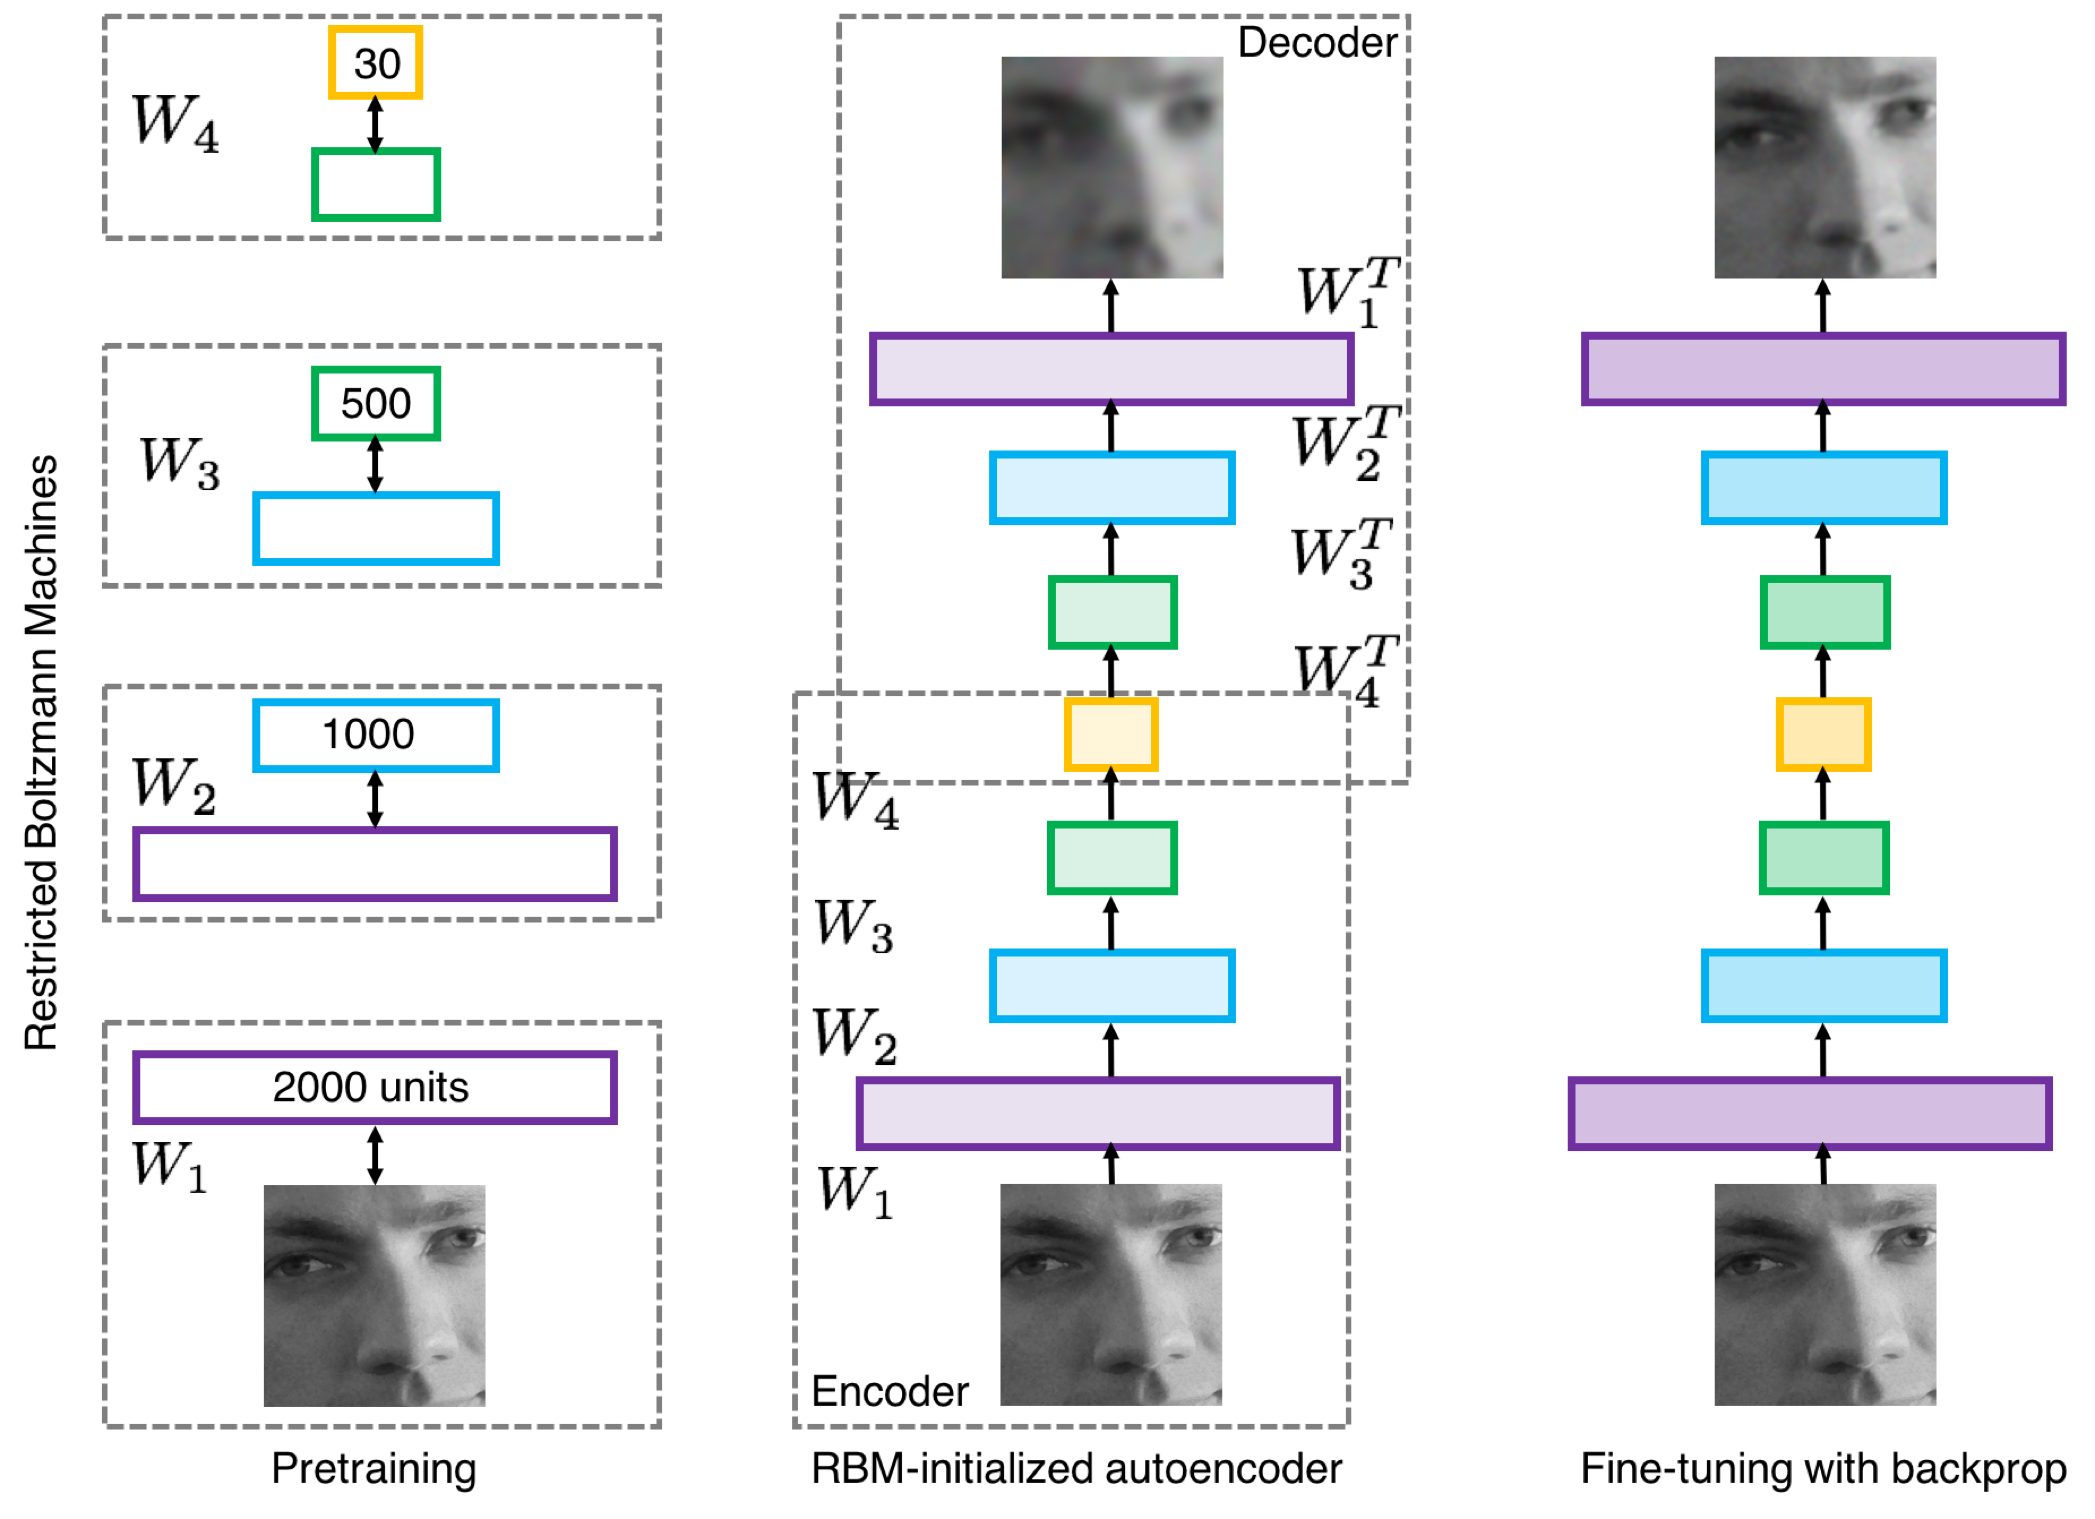 Restricted Boltzmann Machines
30
W₄
500
W₃
1000
W₂
2000 units
W₁
Pretraining
Decoder
W₁ᵀ
W₂ᵀ
W₃ᵀ
W₄ᵀ
W₄
W₃
W₂
W₁
Encoder
RBM-initialized autoencoder
Fine-tuning with backprop